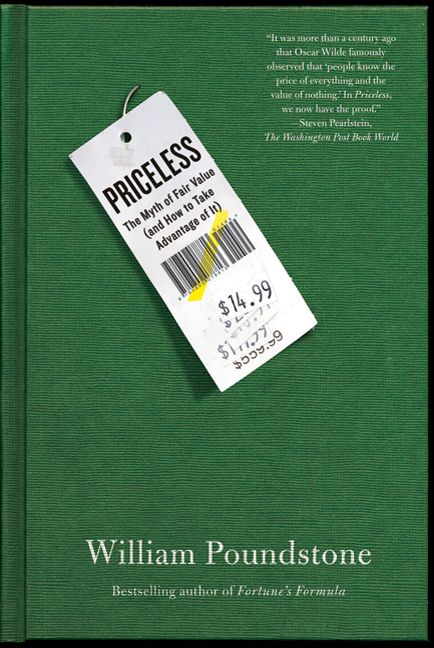 “It was more than a century ago
that Oscar Wilde famously
observed that ‘people know the
price of everything and the
value of nothing.’ In Priceless,
we now have the proof.”
Steven Pearlstein,
The Washington Post Book World
PRICELESS
The Myth of Fair Value
(and How to Take
Advantage of It)
$14.99
William Poundstone
Bestselling author of Fortune’s Formula